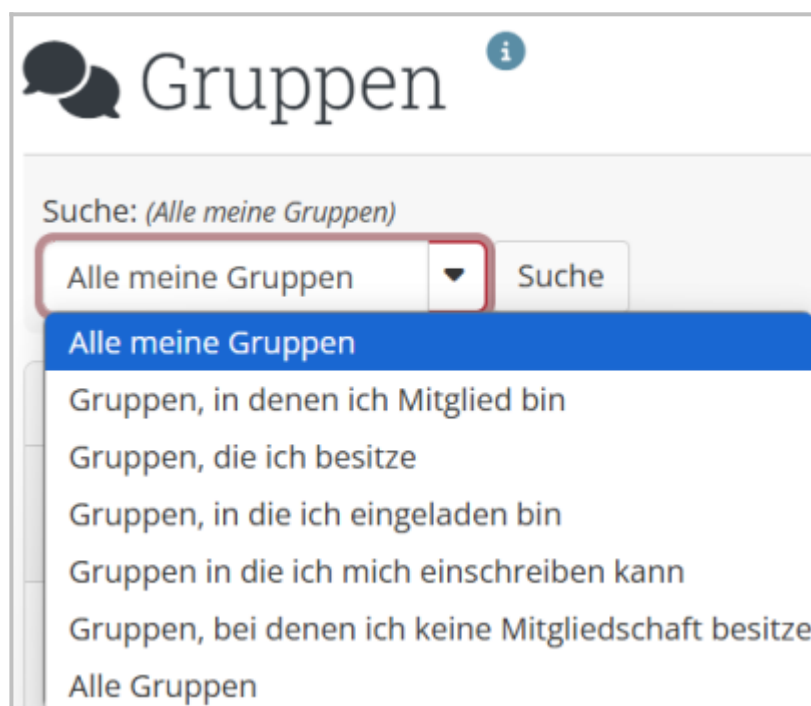 Gruppen i
Suche: (Alle meine Gruppen)
Alle meine Gruppen Suche
Alle meine Gruppen
Gruppen, in denen ich Mitglied bin
Gruppen, die ich besitze
Gruppen, in die ich eingeladen bin
Gruppen in die ich mich einschreiben kann
Gruppen, bei denen ich keine Mitgliedschaft besitze
Alle Gruppen